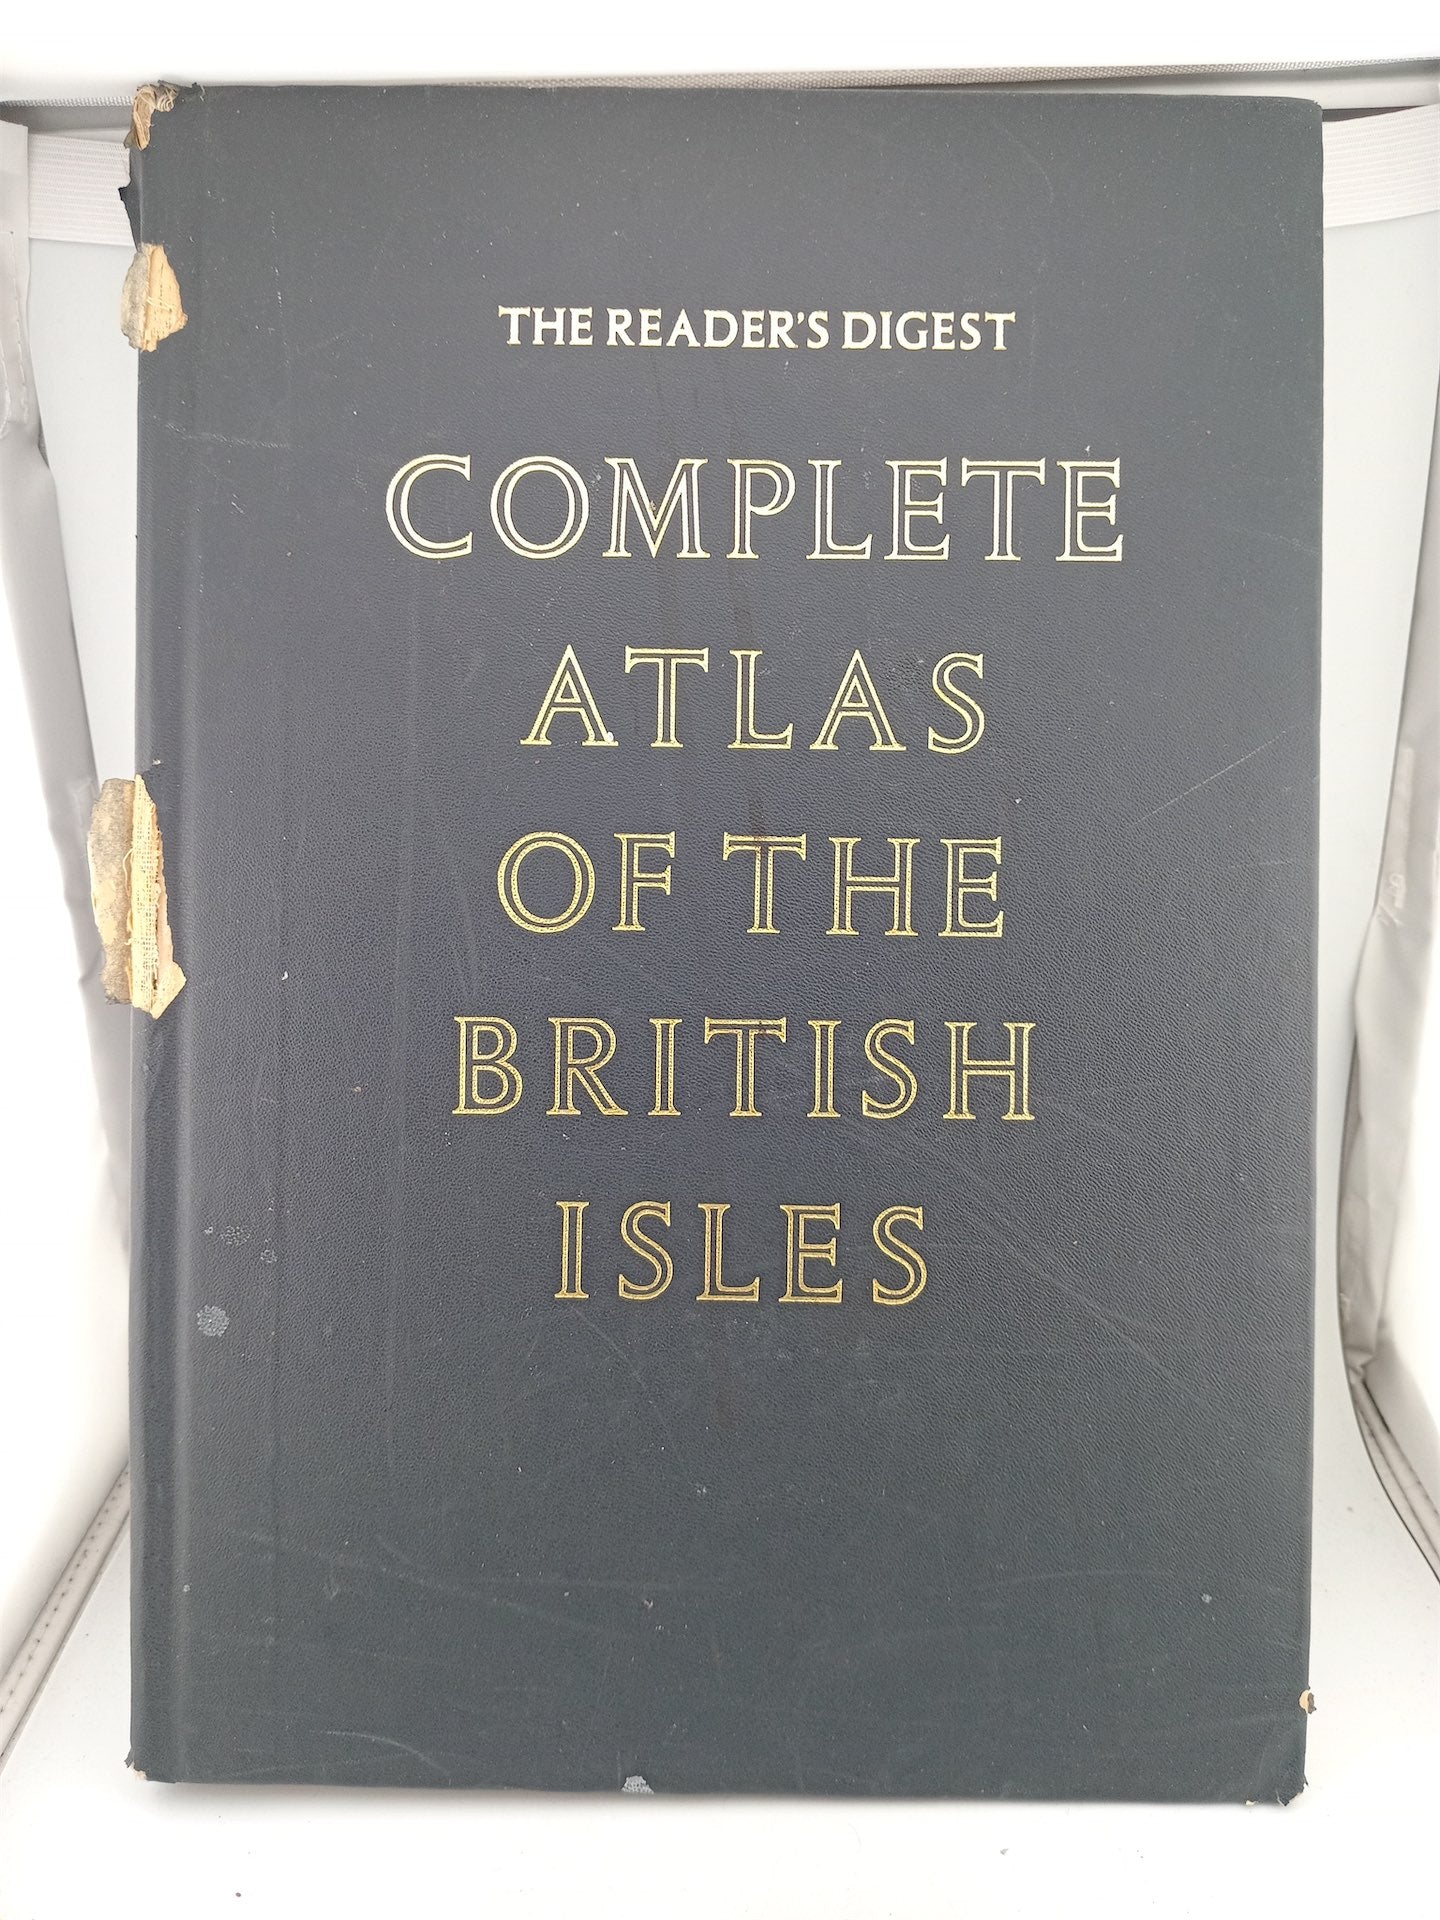 THE READER'S DIGEST
COMPLETE
ATLAS
OF THE
BRITISH
ISLES